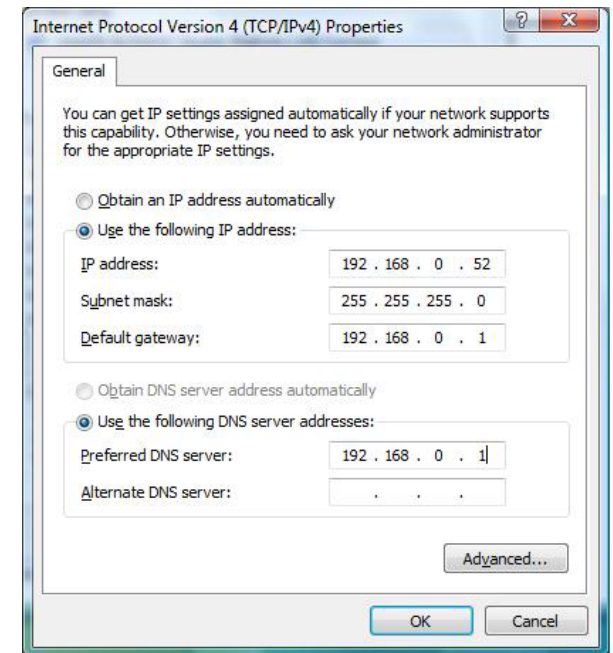 Internet Protocol Version 4 (TCP/IPv4) Properties
General
You can get IP settings assigned automatically if your network supports
this capability. Otherwise, you need to ask your network administrator
for the appropriate IP settings.
Obtain an IP address automatically
Use the following IP address:
IP address: 192 . 168 . 0 . 52
Subnet mask: 255 . 255 . 255 . 0
Default gateway: 192 . 168 . 0 . 1
Obtain DNS server address automatically
Use the following DNS server addresses:
Preferred DNS server: 192 . 168 . 0 . 1
Alternate DNS server: . . .
Advanced...
OK Cancel